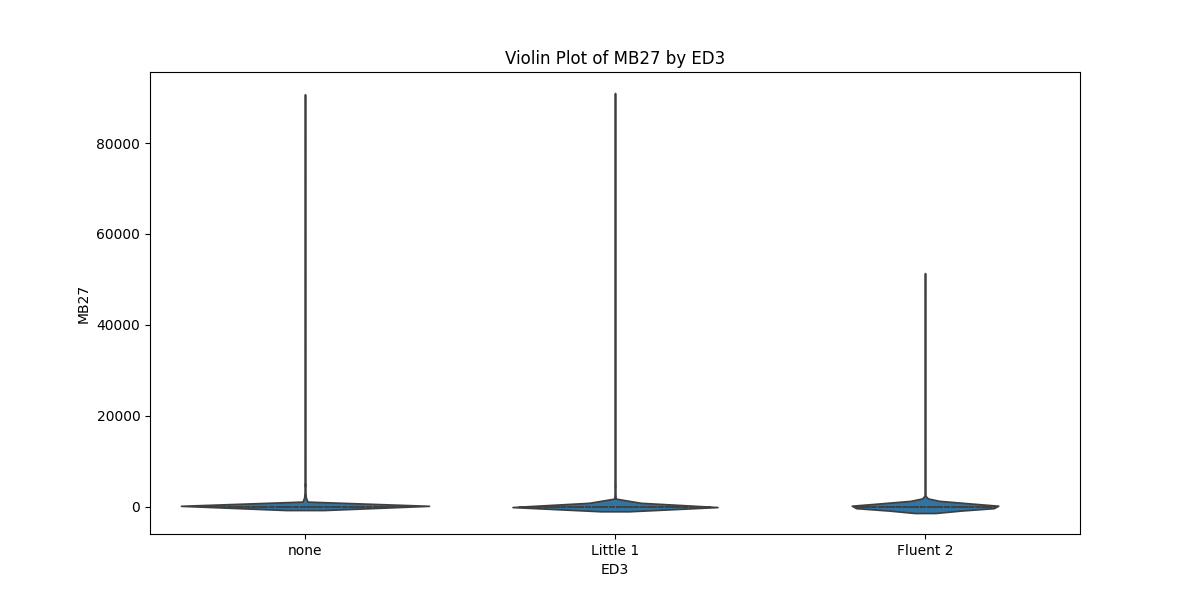 Violin Plot of MB27 by ED3
MB27
80000
60000
40000
20000
0
none
Little 1
Fluent 2
ED3